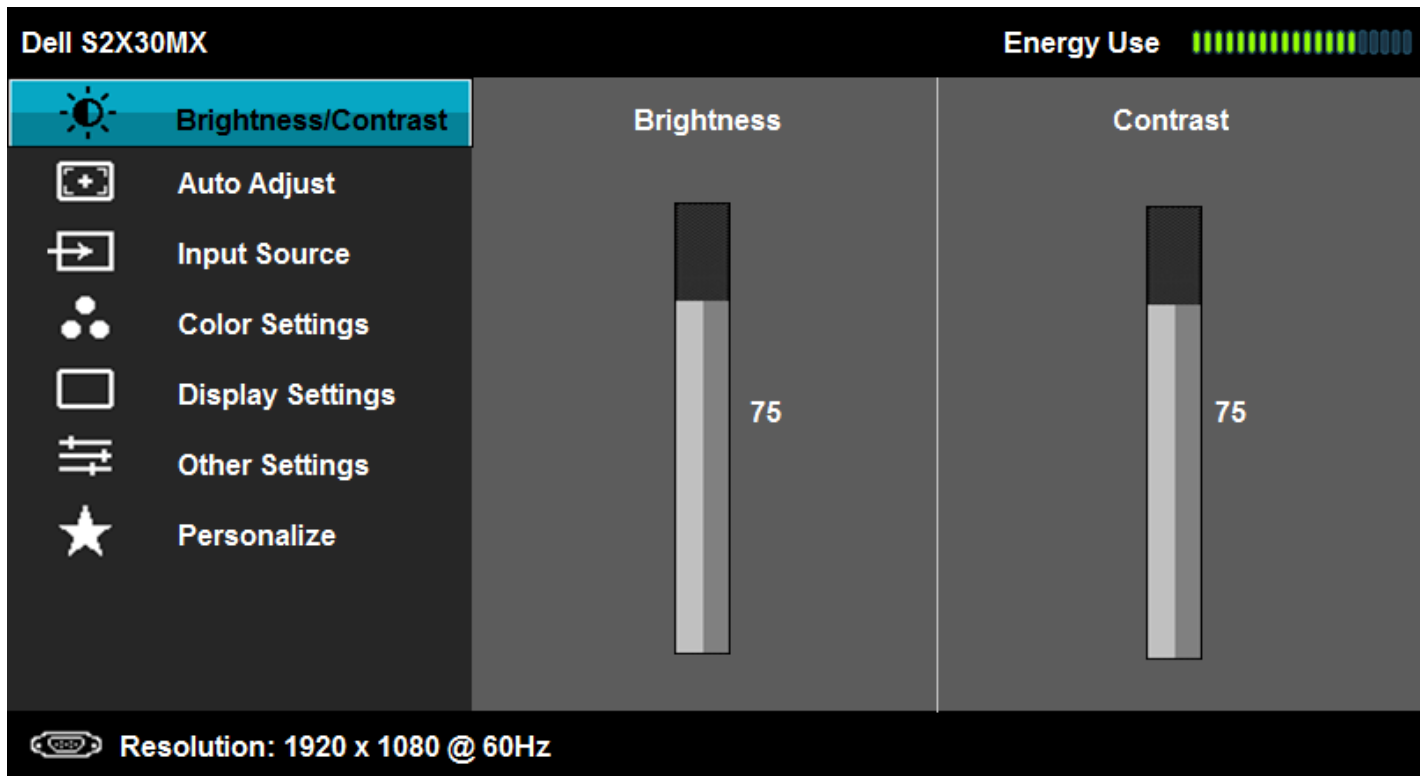 Dell S2X30MX
Energy Use
Brightness/Contrast
Auto Adjust
Input Source
Color Settings
Display Settings
Other Settings
Personalize
Brightness
75
Contrast
75
Resolution: 1920 x 1080 @ 60Hz